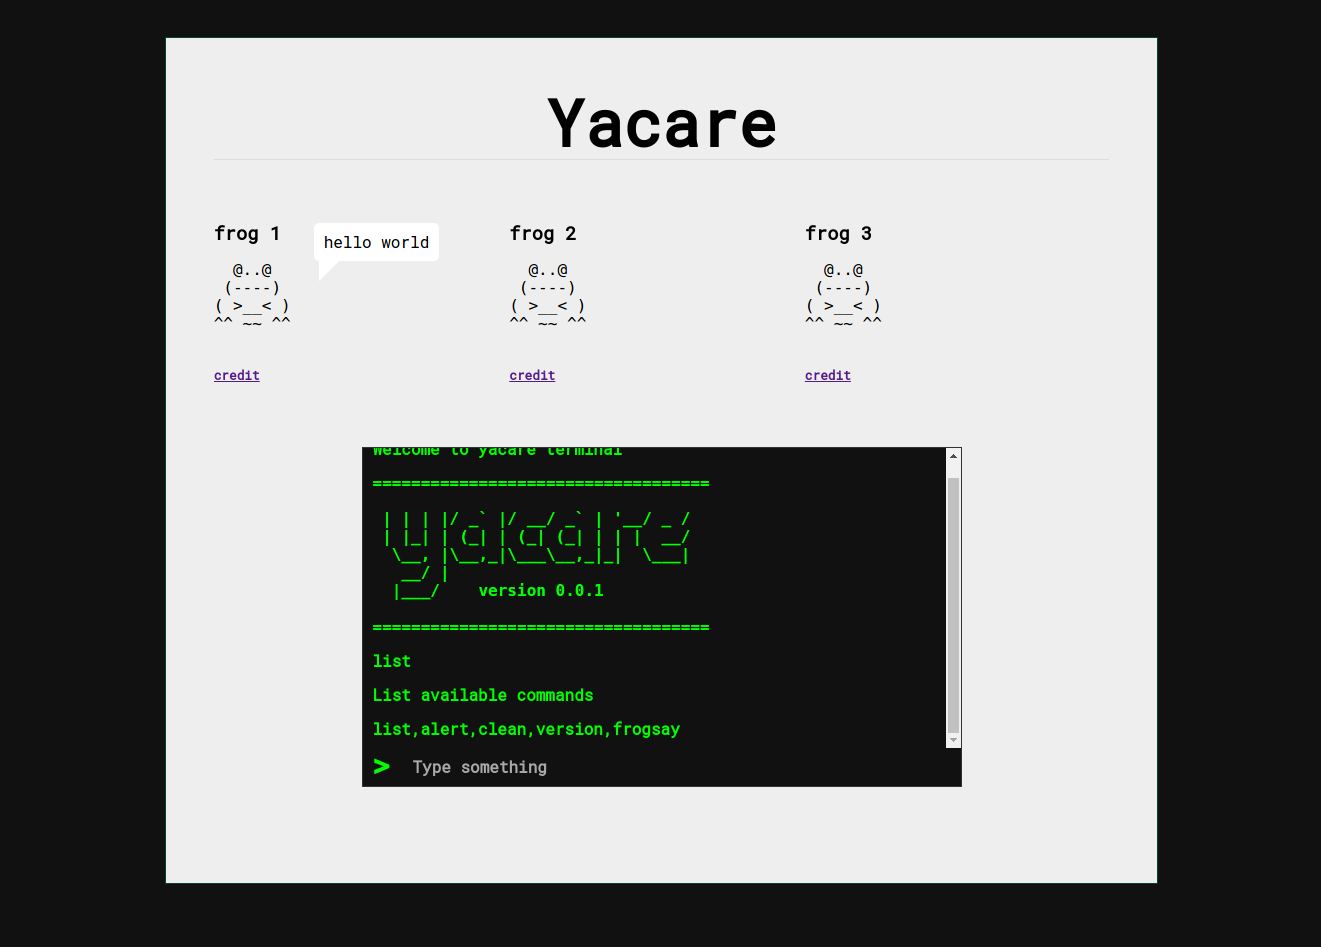 Yacare
frog 1
hello world
  @..@
 (----)
( >__< )
^^ ~~ ^^
credit
frog 2
  @..@
 (----)
( >__< )
^^ ~~ ^^
credit
frog 3
  @..@
 (----)
( >__< )
^^ ~~ ^^
credit
Welcome to yacare terminal
===================================
 | | | |/ _` |/ __/ _` | '__/ _ /
 | |_| | (_| | (_| (_| | | |  __/
  \__, |\__,_|\___\__,_|_|  \___|
   __/ |
  |___/    version 0.0.1
===================================
list
List available commands
list,alert,clean,version,frogsay
> Type something